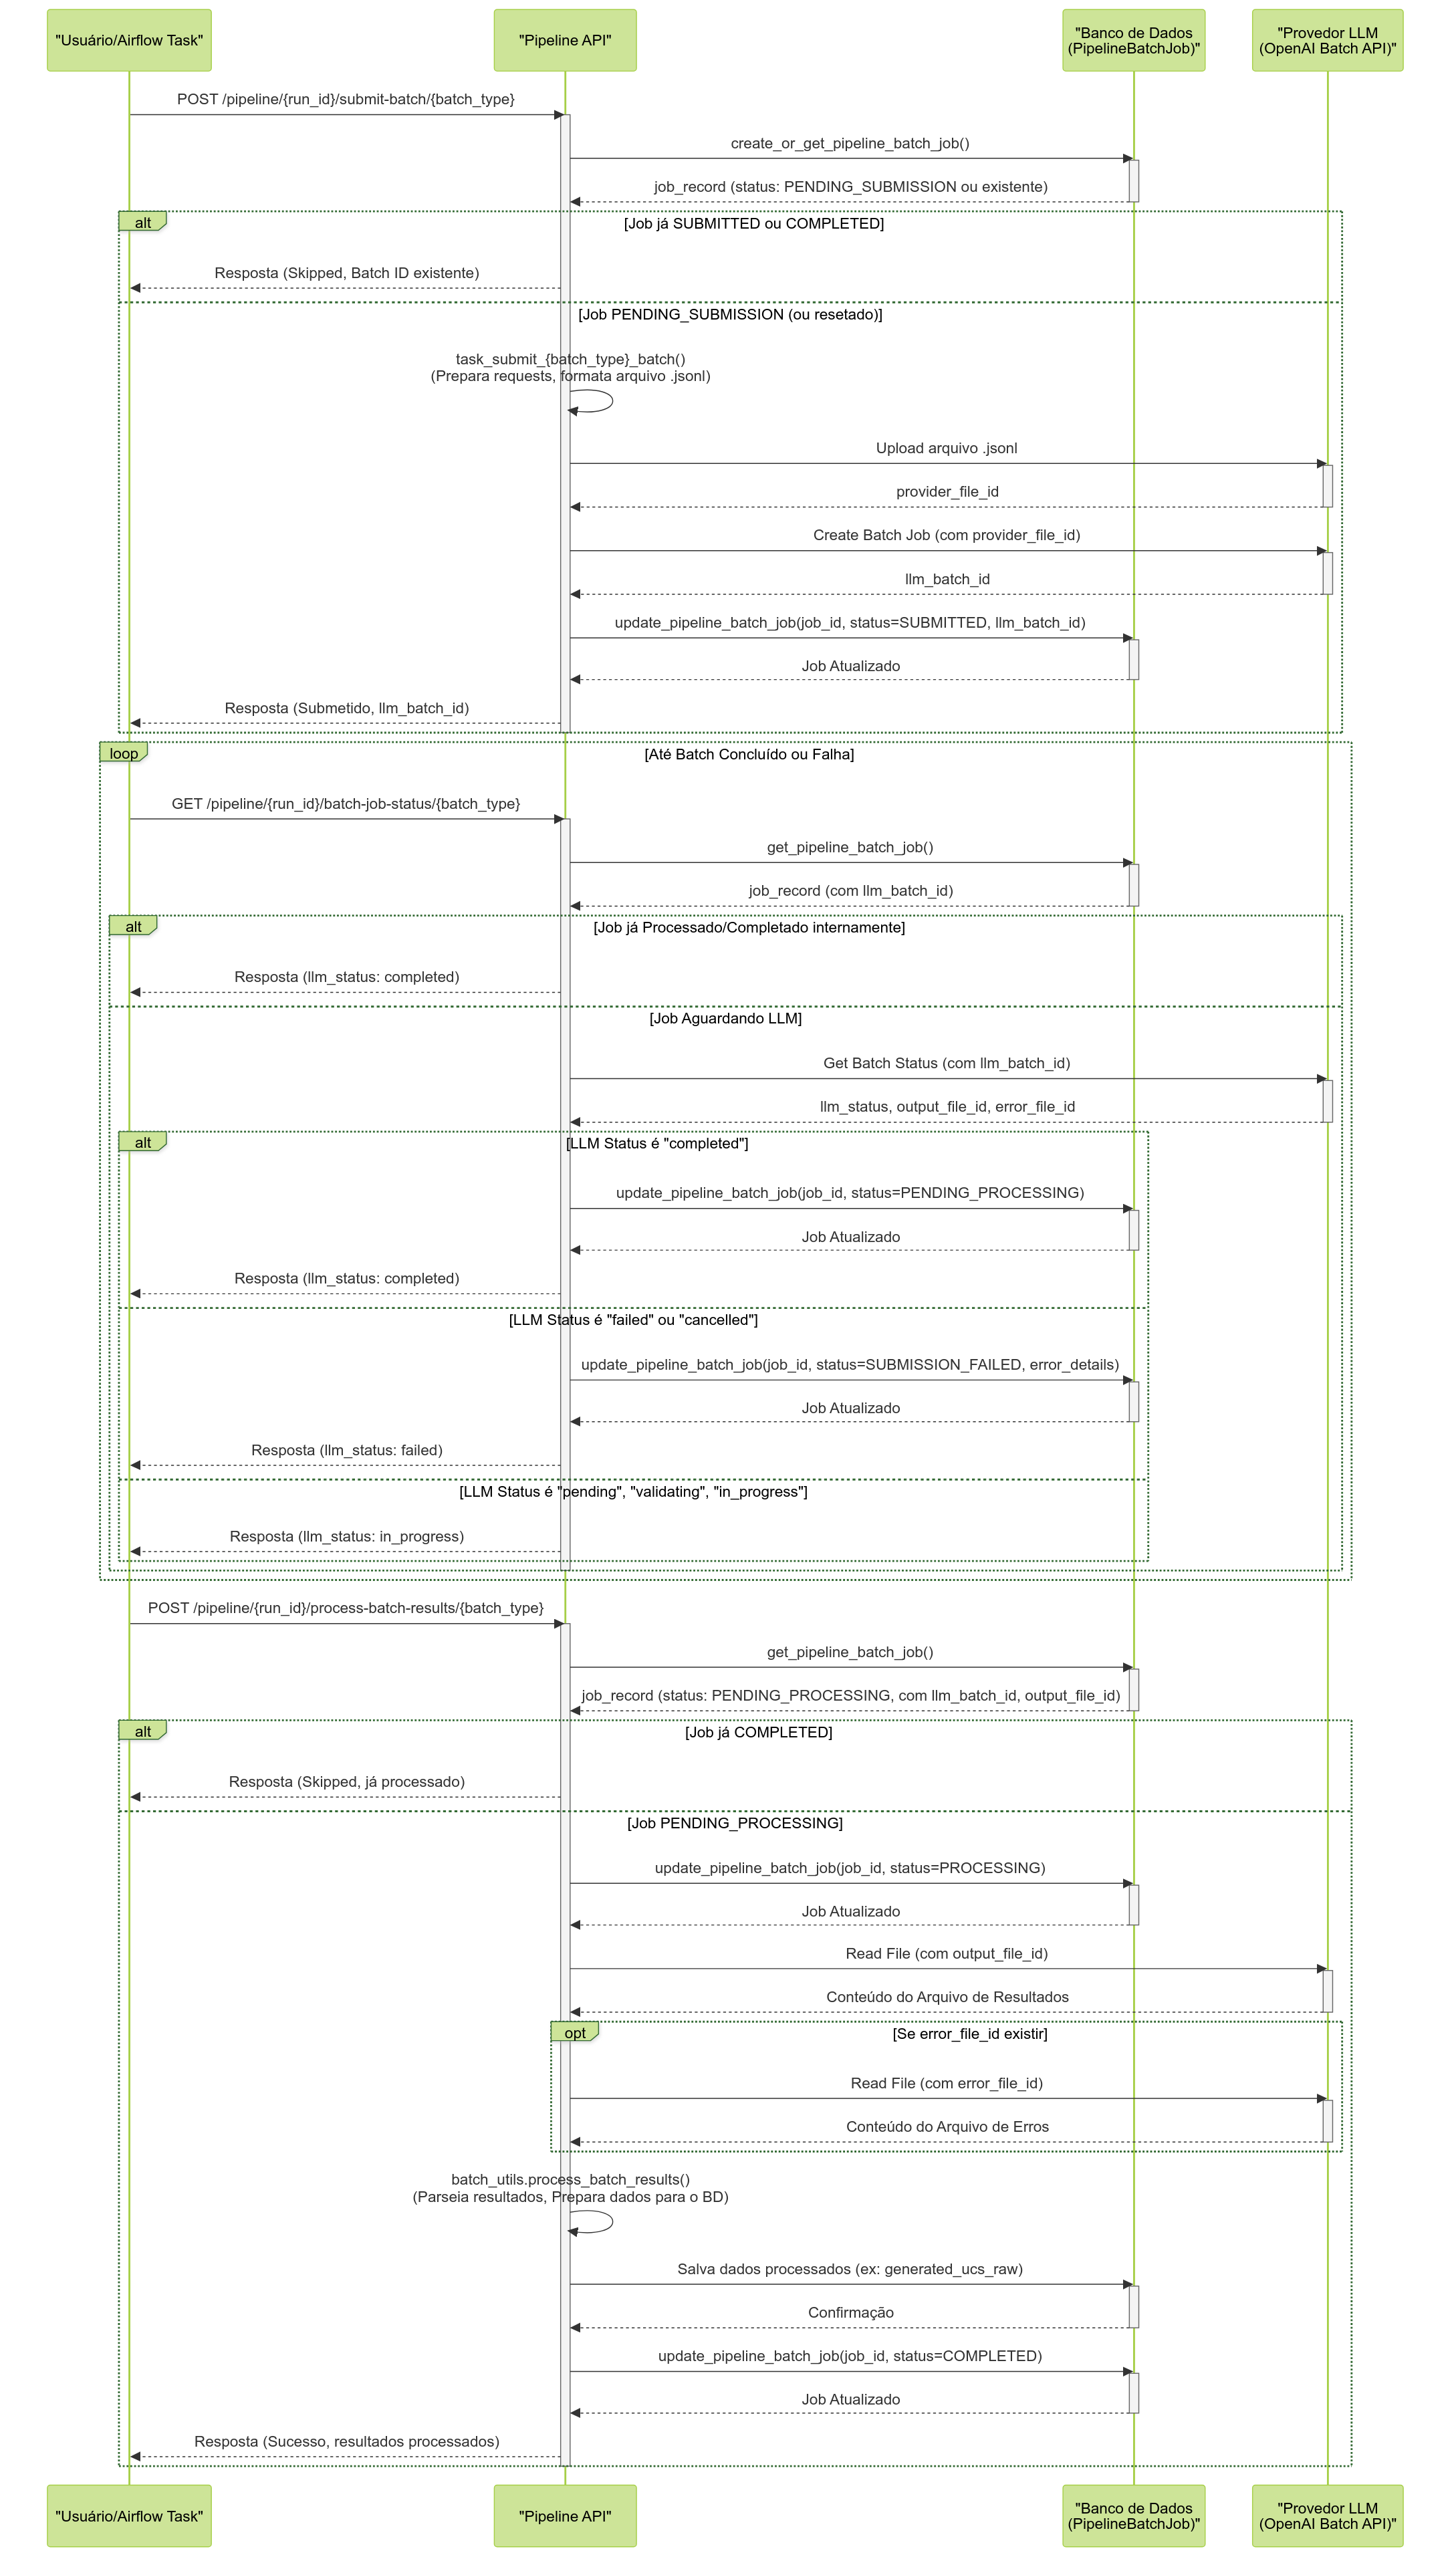 "Usuário/Airflow Task"
"Pipeline API"
"Banco de Dados
(PipelineBatchJob)"
"Provedor LLM
(OpenAI Batch API)"
POST /pipeline/{run_id}/submit-batch/{batch_type}
create_or_get_pipeline_batch_job()
job_record (status: PENDING_SUBMISSION ou existente)
alt
[Job já SUBMITTED ou COMPLETED]
Resposta (Skipped, Batch ID existente)
[Job PENDING_SUBMISSION (ou resetado)]
task_submit_{batch_type}_batch()
(Prepara requests, formata arquivo .jsonl)
Upload arquivo .jsonl
provider_file_id
Create Batch Job (com provider_file_id)
llm_batch_id
update_pipeline_batch_job(job_id, status=SUBMITTED, llm_batch_id)
Job Atualizado
Resposta (Submetido, llm_batch_id)
loop
[Até Batch Concluído ou Falha]
GET /pipeline/{run_id}/batch-job-status/{batch_type}
get_pipeline_batch_job()
job_record (com llm_batch_id)
alt
[Job já Processado/Completado internamente]
Resposta (llm_status: completed)
[Job Aguardando LLM]
Get Batch Status (com llm_batch_id)
llm_status, output_file_id, error_file_id
alt
[LLM Status é "completed"]
update_pipeline_batch_job(job_id, status=PENDING_PROCESSING)
Job Atualizado
Resposta (llm_status: completed)
[LLM Status é "failed" ou "cancelled"]
update_pipeline_batch_job(job_id, status=SUBMISSION_FAILED, error_details)
Job Atualizado
Resposta (llm_status: failed)
[LLM Status é "pending", "validating", "in_progress"]
Resposta (llm_status: in_progress)
POST /pipeline/{run_id}/process-batch-results/{batch_type}
get_pipeline_batch_job()
job_record (status: PENDING_PROCESSING, com llm_batch_id, output_file_id)
alt
[Job já COMPLETED]
Resposta (Skipped, já processado)
[Job PENDING_PROCESSING]
update_pipeline_batch_job(job_id, status=PROCESSING)
Job Atualizado
Read File (com output_file_id)
Conteúdo do Arquivo de Resultados
opt
[Se error_file_id existir]
Read File (com error_file_id)
Conteúdo do Arquivo de Erros
batch_utils.process_batch_results()
(Parseia resultados, Prepara dados para o BD)
Salva dados processados (ex: generated_ucs_raw)
Confirmação
update_pipeline_batch_job(job_id, status=COMPLETED)
Job Atualizado
Resposta (Sucesso, resultados processados)
"Usuário/Airflow Task"
"Pipeline API"
"Banco de Dados
(PipelineBatchJob)"
"Provedor LLM
(OpenAI Batch API)"